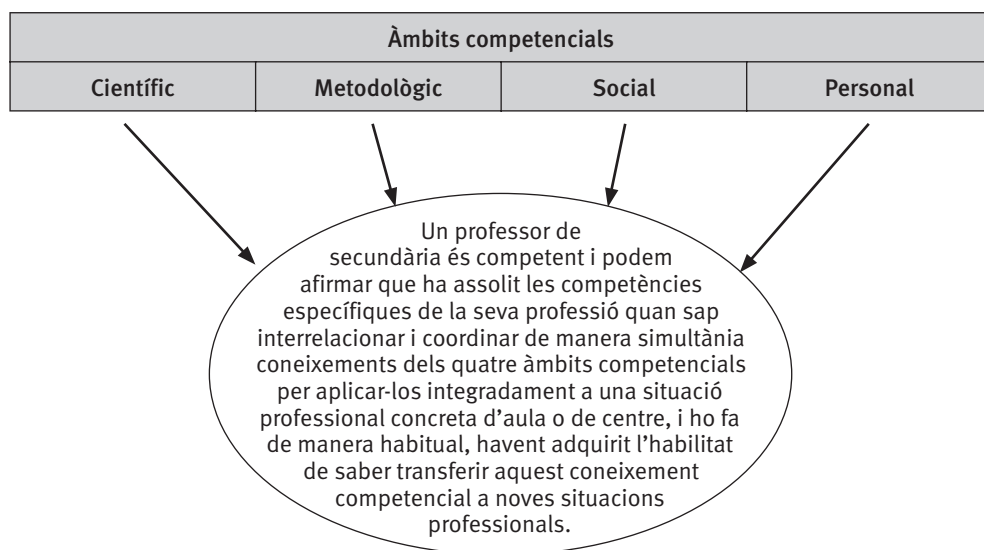 Àmbits competencials
Científic Metodològic Social Personal
Un professor de
secundària és competent i podem
afirmar que ha assolit les competències
específiques de la seva professió quan sap
interrelacionar i coordinar de manera simultània
coneixements dels quatre àmbits competencials
per aplicar-los integradament a una situació
professional concreta d’aula o de centre, i ho fa
de manera habitual, havent adquirit l’habilitat
de saber transferir aquest coneixement
competencial a noves situacions
professionals.